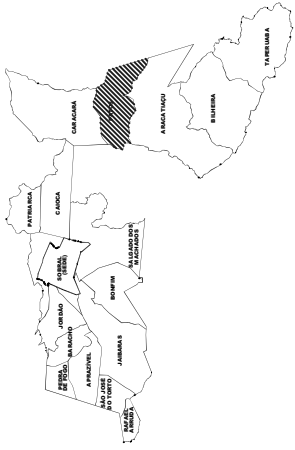 TAPERUABA
BILHEIRA
ARACATIAÇU
CARACARÁ
PATRIARCA
CAIOCA
SOBRAL
(SEDE)
SALGADO DOS
MACHADOS
BONFIM
JORDÃO
BARACHO
JAIBARAS
APRAZÍVEL
PEDRA
DE FOGO
SÃO JOSÉ
DO TORTO
RAFAEL
ARRUDA